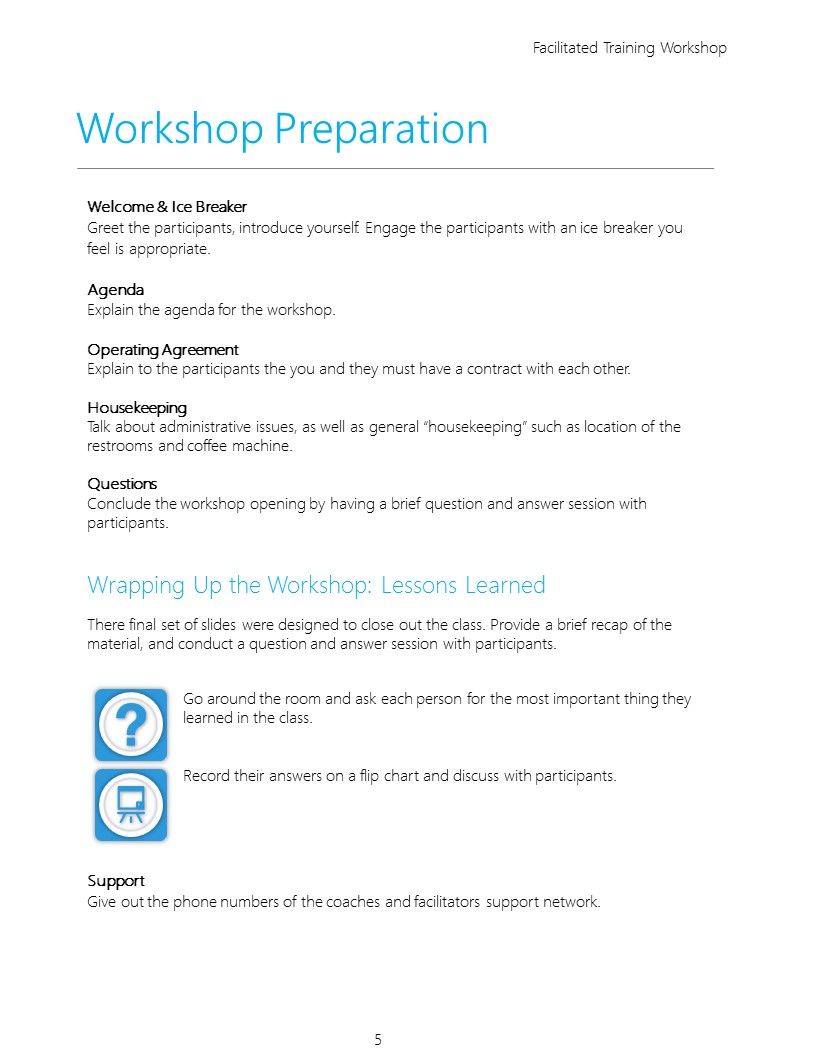 Facilitated Training Workshop
Workshop Preparation
Welcome & Ice Breaker
Greet the participants, introduce yourself. Engage the participants with an ice breaker you
feel is appropriate.
Agenda
Explain the agenda for the workshop.
Operating Agreement
Explain to the participants the you and they must have a contract with each other.
Housekeeping
Talk about administrative issues, as well as general “housekeeping” such as location of the
restrooms and coffee machine.
Questions
Conclude the workshop opening by having a brief question and answer session with
participants.
Wrapping Up the Workshop: Lessons Learned
There final set of slides were designed to close out the class. Provide a brief recap of the
material, and conduct a question and answer session with participants.
Go around the room and ask each person for the most important thing they
learned in the class.
Record their answers on a flip chart and discuss with participants.
Support
Give out the phone numbers of the coaches and facilitators support network.
5